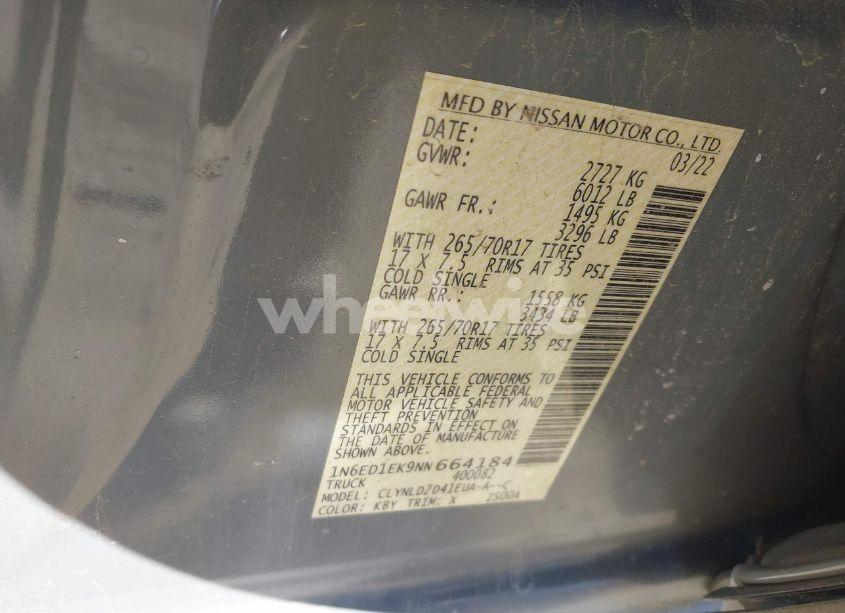 MFD BY NISSAN MOTOR CO., LTD.
DATE: 03/22
GVWR: 2727 KG
6012 LB
GAWR FR.: 1495 KG
3296 LB
WITH 265/70R17 TIRES
17 X 7.5 RIMS AT 35 PSI
COLD SINGLE
GAWR RR.: 1558 KG
3434 LB
WITH 265/70R17 TIRES
17 X 7.5 RIMS AT 35 PSI
COLD SINGLE
THIS VEHICLE CONFORMS TO
ALL APPLICABLE FEDERAL
MOTOR VEHICLE SAFETY AND
THEFT PREVENTION
STANDARDS IN EFFECT ON
THE DATE OF MANUFACTURE
SHOWN ABOVE.
1N6ED1EK9NN664184
TRUCK 400082
MODEL: CLYNLD2D41EUA-A--C
COLOR: KBY TRIM: X 2500A